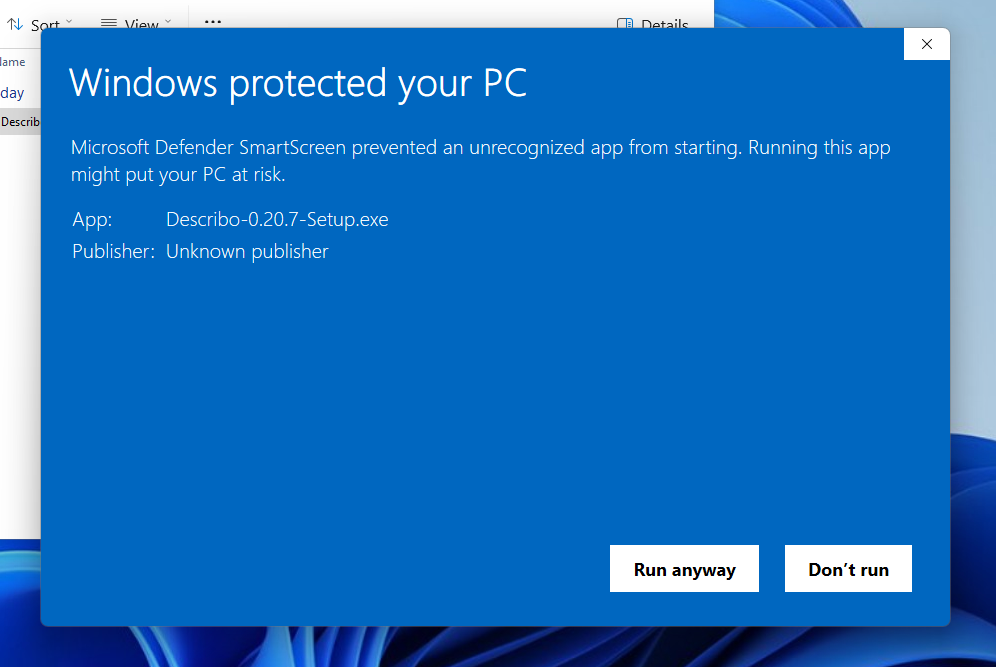 Sort
View
...
Details
Name
day
Describ
Windows protected your PC
Microsoft Defender SmartScreen prevented an unrecognized app from starting. Running this app
might put your PC at risk.
App: Describo-0.20.7-Setup.exe
Publisher: Unknown publisher
Run anyway
Don’t run